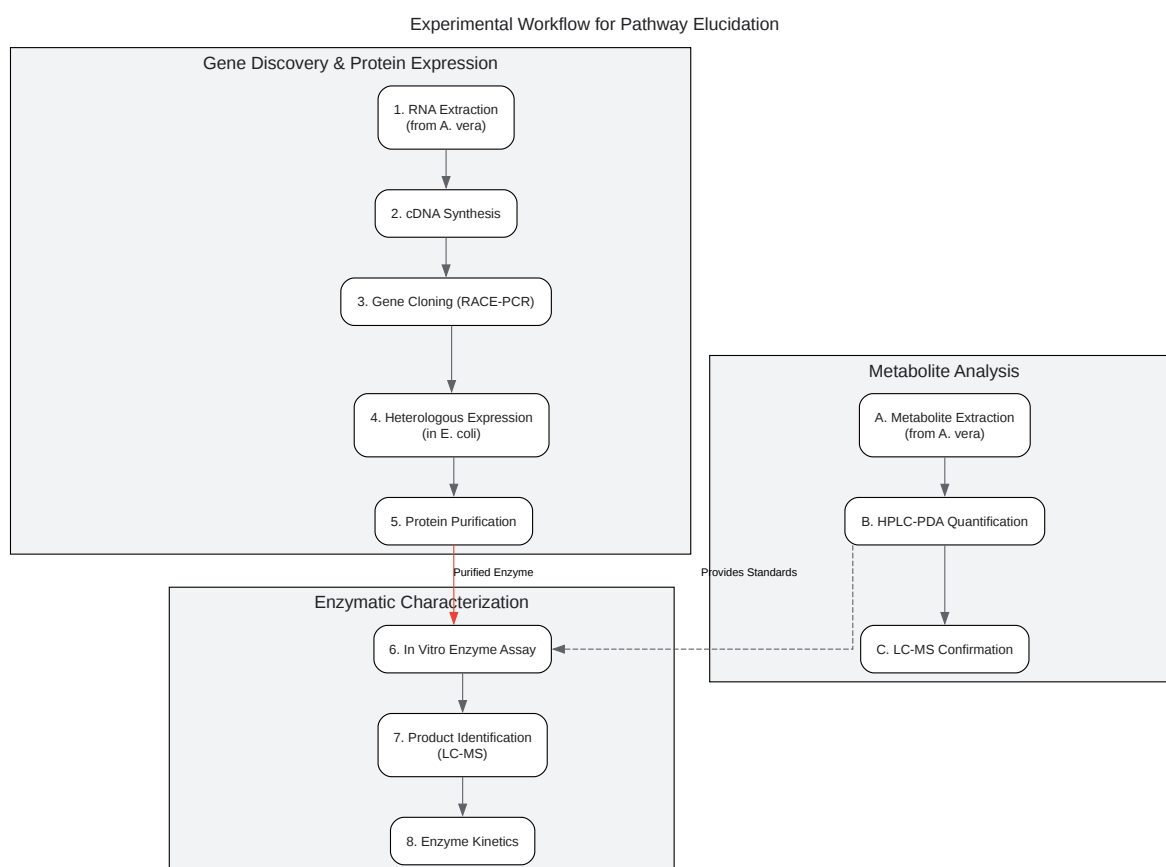 Experimental Workflow for Pathway Elucidation
Gene Discovery & Protein Expression
1. RNA Extraction
(from A. vera)
2. cDNA Synthesis
3. Gene Cloning (RACE-PCR)
4. Heterologous Expression
(in E. coli)
5. Protein Purification
Purified Enzyme
Enzymatic Characterization
6. In Vitro Enzyme Assay
7. Product Identification
(LC-MS)
8. Enzyme Kinetics
Metabolite Analysis
A. Metabolite Extraction
(from A. vera)
B. HPLC-PDA Quantification
Provides Standards
C. LC-MS Confirmation